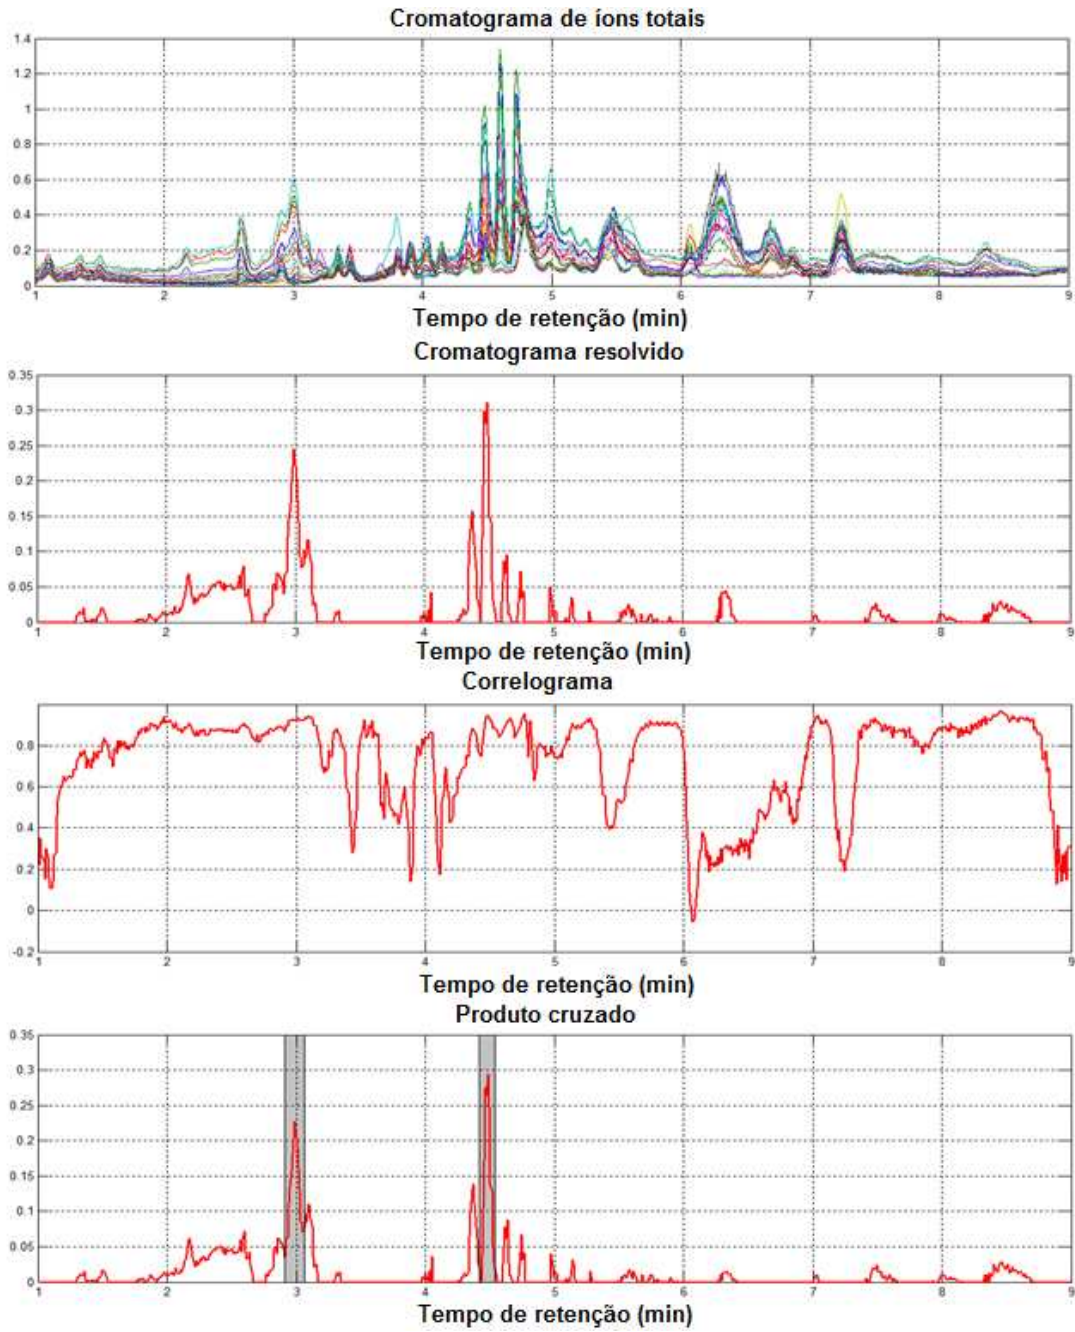 Cromatograma de íons totais
1.4
1.2
1
0.8
0.6
0.4
0.2
0
1 2 3 4 5 6 7 8 9
Tempo de retenção (min)
Cromatograma resolvido
0.35
0.3
0.25
0.2
0.15
0.1
0.05
0
1 2 3 4 5 6 7 8 9
Tempo de retenção (min)
Correlograma
0.8
0.6
0.4
0.2
0
-0.2
1 2 3 4 5 6 7 8 9
Tempo de retenção (min)
Produto cruzado
0.35
0.3
0.25
0.2
0.15
0.1
0.05
0
1 2 3 4 5 6 7 8 9
Tempo de retenção (min)